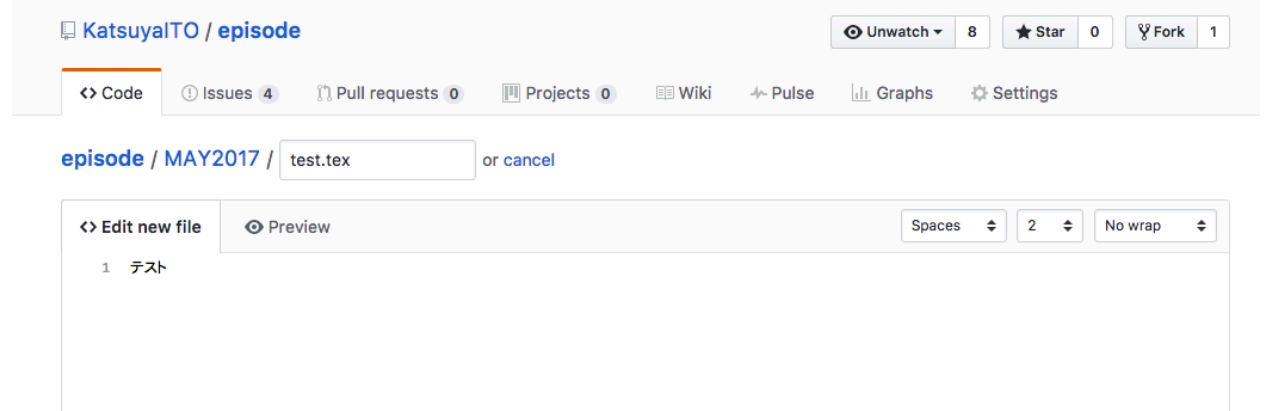 KatsuyaITO / episode Unwatch 8 Star 0 Fork 1
<> Code Issues 4 Pull requests 0 Projects 0 Wiki Pulse Graphs Settings
episode / MAY2017 / test.tex or cancel
<> Edit new file Preview Spaces 2 No wrap
1 テスト